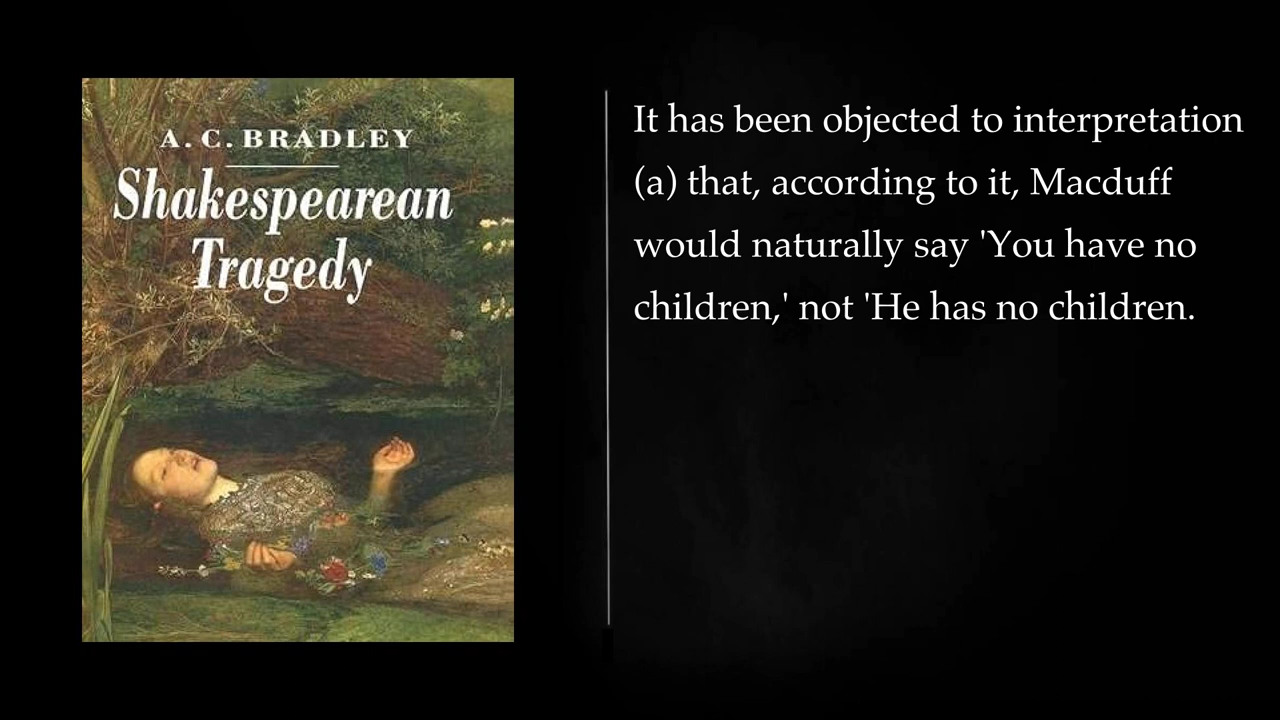 A. C. BRADLEY
Shakespearean
Tragedy
It has been objected to interpretation
(a) that, according to it, Macduff
would naturally say 'You have no
children,' not 'He has no children.